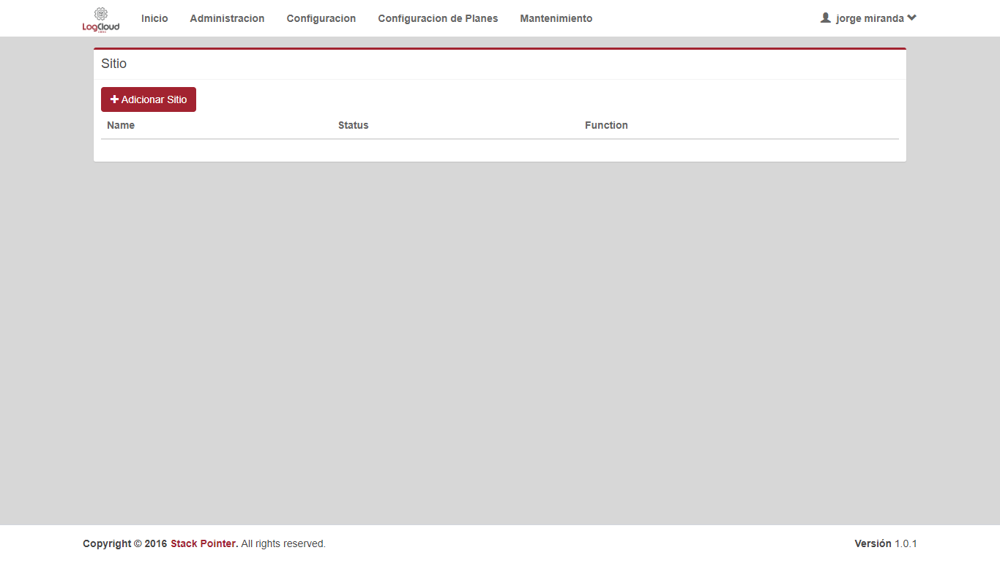 LogCloud
Inicio Administracion Configuracion Configuracion de Planes Mantenimiento jorge miranda
Sitio
Adicionar Sitio
Name Status Function
Copyright © 2016 Stack Pointer. All rights reserved. Versión 1.0.1